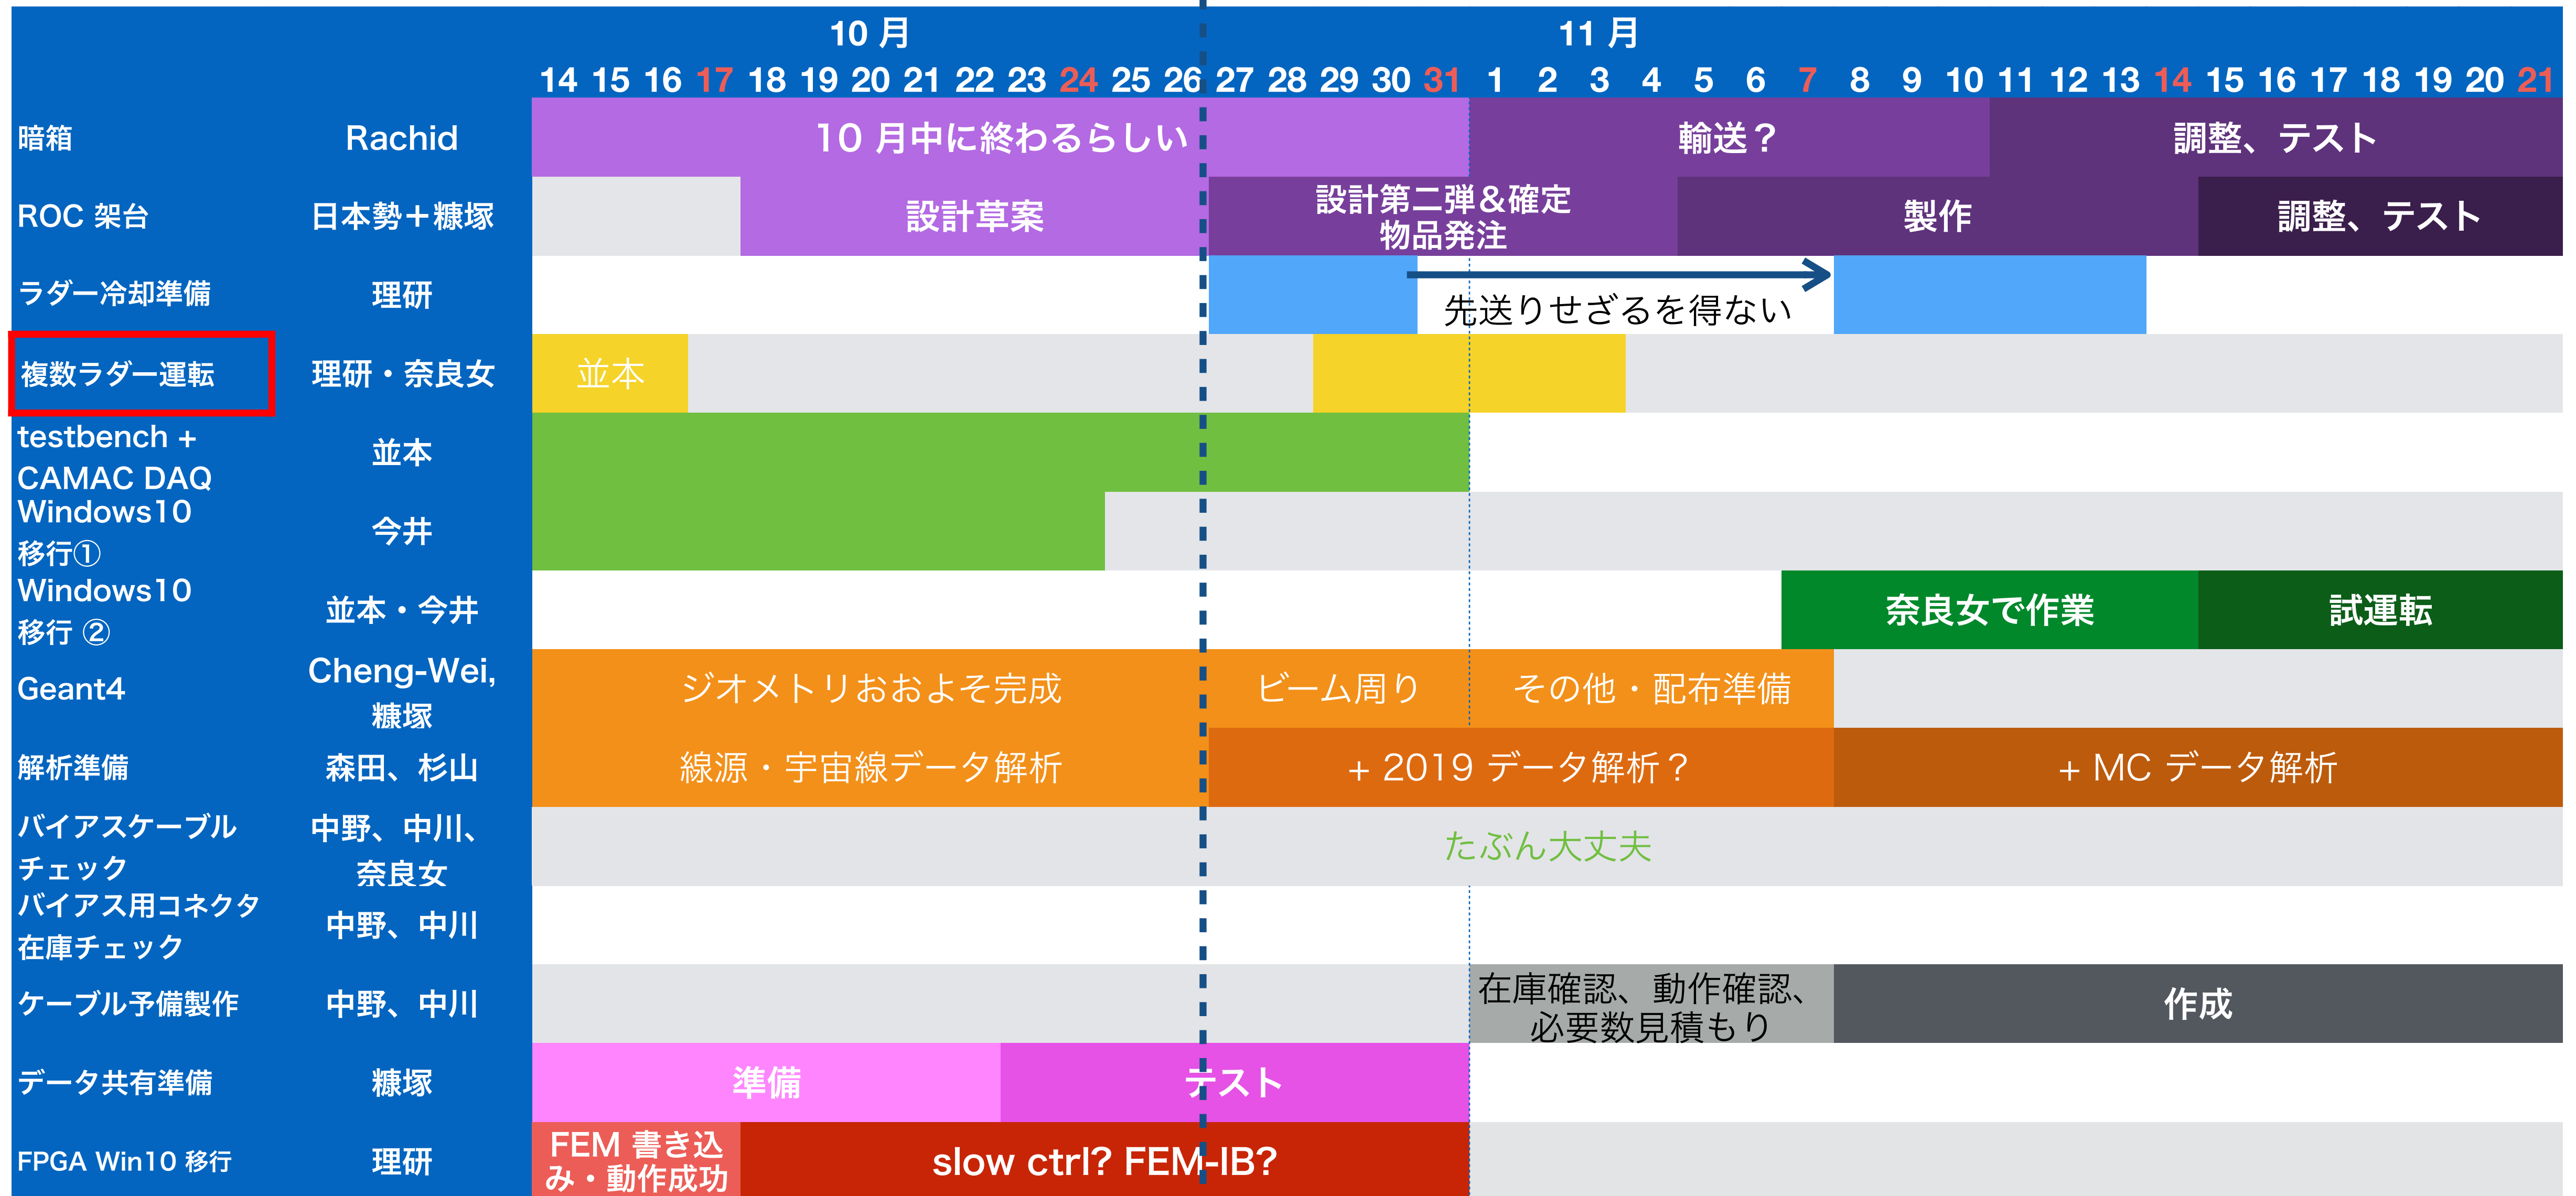 10 月
11 月
14 15 16 17 18 19 20 21 22 23 24 25 26 27 28 29 30 31 1 2 3 4 5 6 7 8 9 10 11 12 13 14 15 16 17 18 19 20 21
暗箱
Rachid
10 月中に終わるらしい
輸送？
調整、テスト
ROC 架台
日本勢＋糠塚
設計草案
設計第二弾＆確定
物品発注
製作
調整、テスト
ラダー冷却準備
理研
先送りせざるを得ない
複数ラダー運転
理研・奈良女
並本
testbench +
CAMAC DAQ
並本
Windows10
移行①
今井
Windows10
移行 ②
並本・今井
奈良女で作業
試運転
Geant4
Cheng-Wei,
糠塚
ジオメトリおおよそ完成
ビーム周り
その他・配布準備
解析準備
森田、杉山
線源・宇宙線データ解析
+ 2019 データ解析？
+ MC データ解析
バイアスケーブル
チェック
中野、中川、
奈良女
たぶん大丈夫
バイアス用コネクタ
在庫チェック
中野、中川
ケーブル予備製作
中野、中川
在庫確認、動作確認、
必要数見積もり
作成
データ共有準備
糠塚
準備
テスト
FPGA Win10 移行
理研
FEM 書き込
み・動作成功
slow ctrl? FEM-IB?